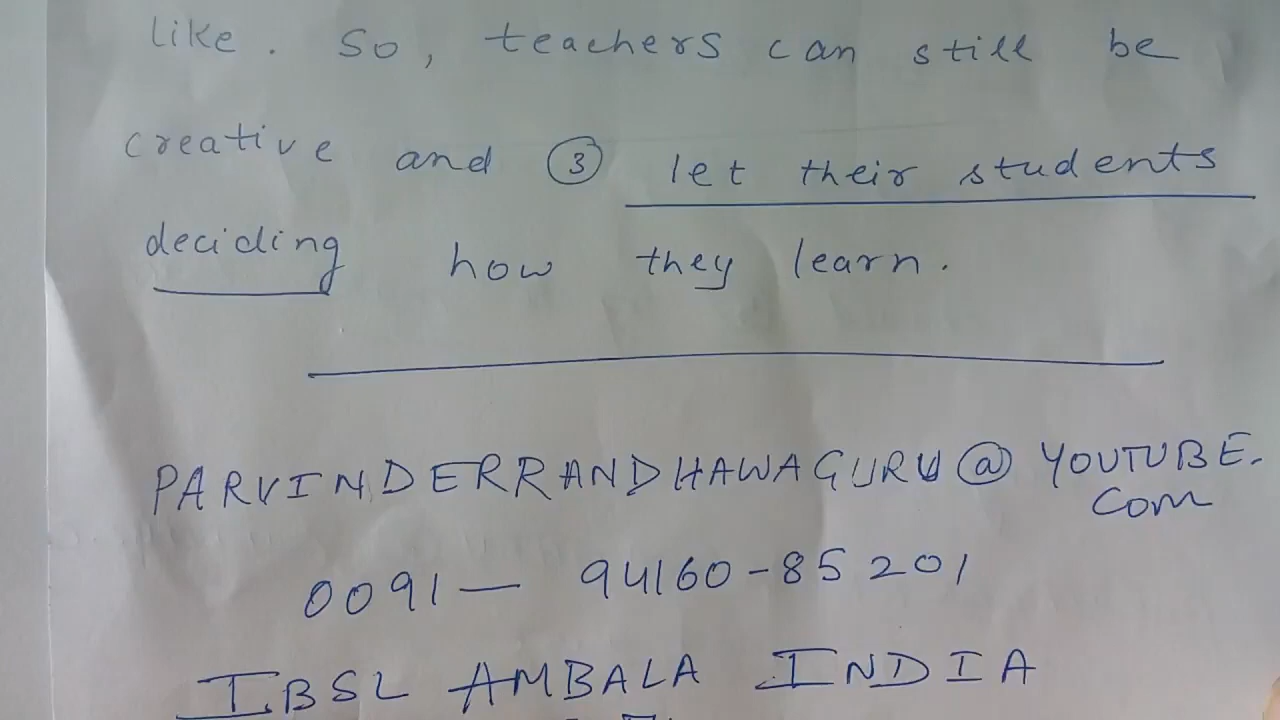 like. So, teachers can still be
creative and ③ let their students
deciding how they learn.
PARVINDERRANDHAWAGURU@YOUTUBE.
com
0091- 94160-85201
IBSL AMBALA INDIA